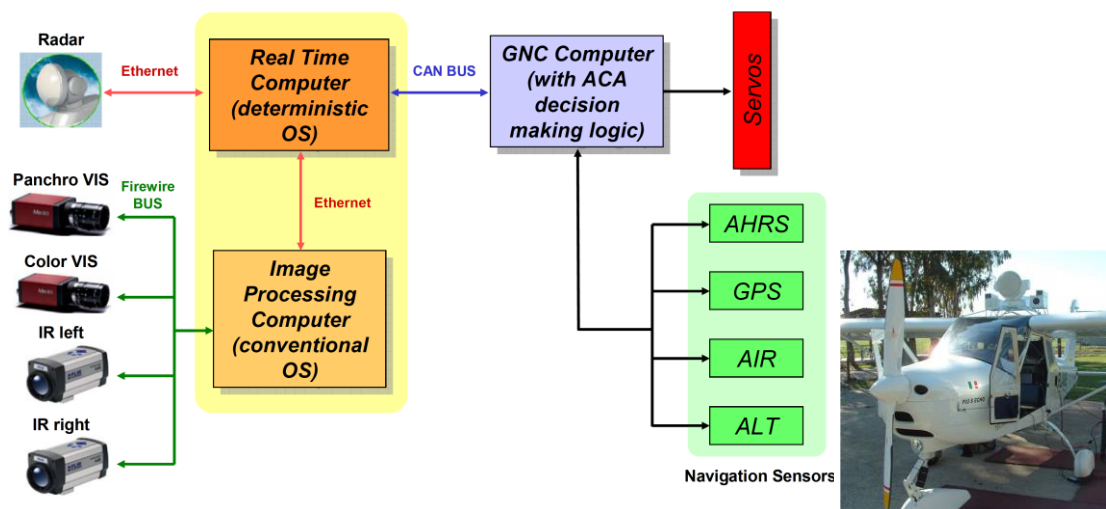 Radar
Ethernet
Real Time
Computer
(deterministic
OS)
CAN BUS
GNC Computer
(with ACA
decision
making logic)
Servos
Panchro VIS
Firewire
BUS
Ethernet
Color VIS
Image
Processing
Computer
(conventional
OS)
IR left
IR right
AHRS
GPS
AIR
ALT
Navigation Sensors